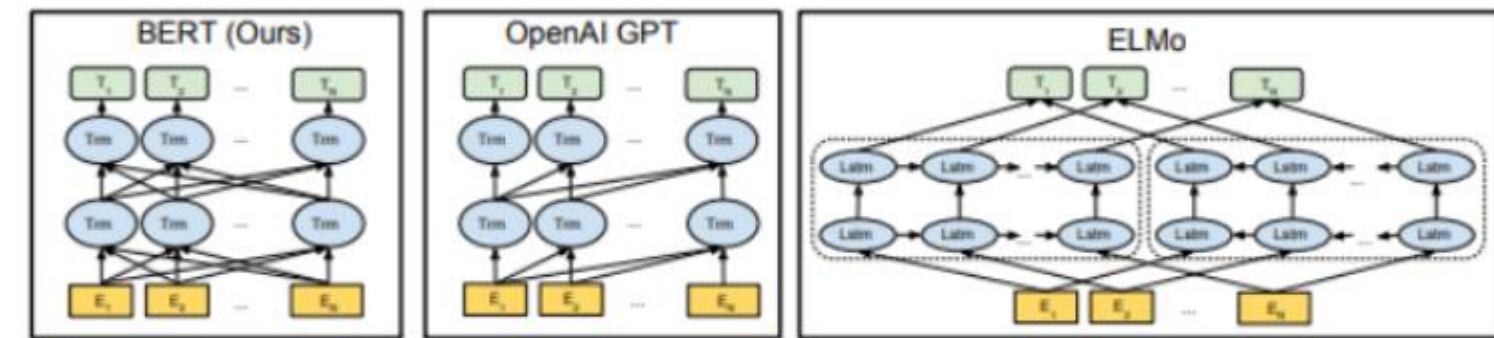 BERT (Ours)
T1 T2 ... TN
Trm Trm ... Trm
Trm Trm ... Trm
E1 E2 ... EN
OpenAI GPT
T1 T2 ... TN
Trm Trm ... Trm
Trm Trm ... Trm
E1 E2 ... EN
ELMo
T1 T2 ... TN
Lstm Lstm ... Lstm Lstm Lstm ... Lstm
Lstm Lstm ... Lstm Lstm Lstm ... Lstm
E1 E2 ... EN